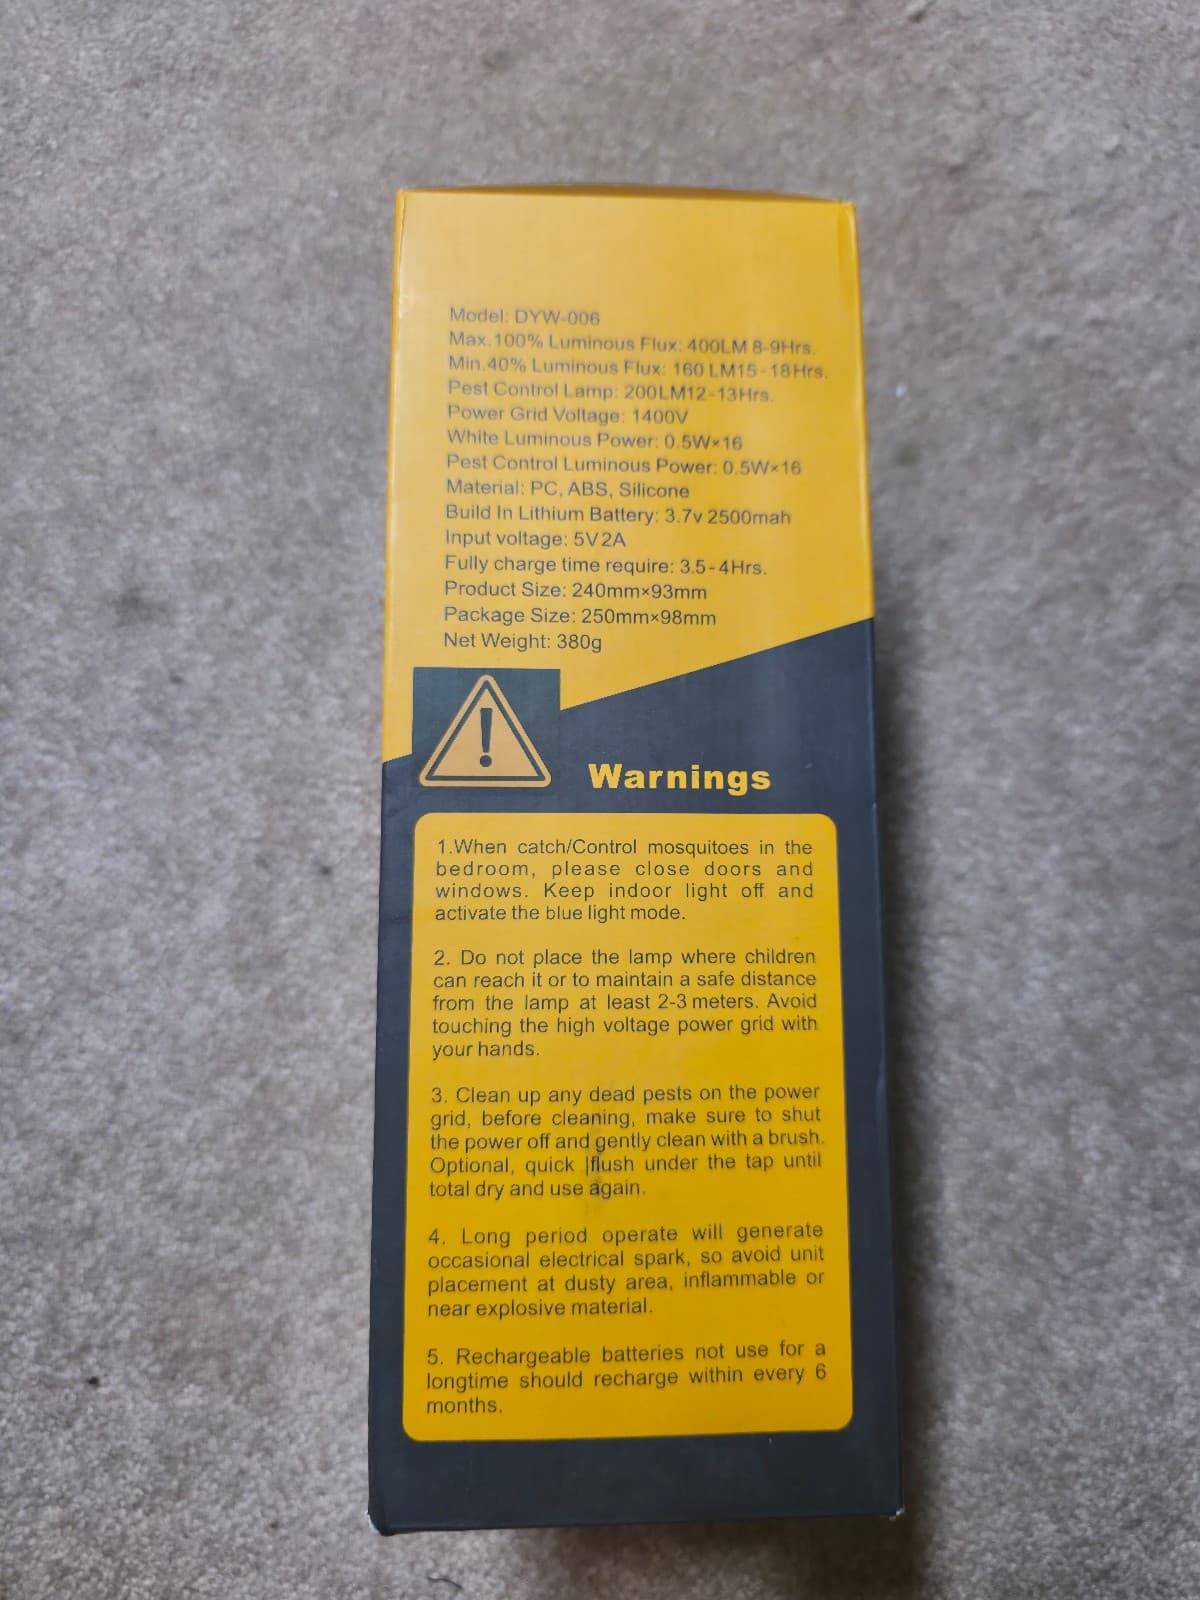 Model: DYW-006
Max.100% Luminous Flux: 400LM 8-9Hrs.
Min.40% Luminous Flux: 160 LM15-18Hrs.
Pest Control Lamp: 200LM12-13Hrs.
Power Grid Voltage: 1400V
White Luminous Power: 0.5W×16
Pest Control Luminous Power: 0.5W×16
Material: PC, ABS, Silicone
Build In Lithium Battery: 3.7v 2500mah
Input voltage: 5V2A
Fully charge time require: 3.5-4Hrs.
Product Size: 240mm×93mm
Package Size: 250mm×98mm
Net Weight: 380g
!
Warnings
1.When catch/Control mosquitoes in the
bedroom, please close doors and
windows. Keep indoor light off and
activate the blue light mode.
2. Do not place the lamp where children
can reach it or to maintain a safe distance
from the lamp at least 2-3 meters. Avoid
touching the high voltage power grid with
your hands.
3. Clean up any dead pests on the power
grid, before cleaning, make sure to shut
the power off and gently clean with a brush.
Optional, quick |flush under the tap until
total dry and use again.
4. Long period operate will generate
occasional electrical spark, so avoid unit
placement at dusty area, inflammable or
near explosive material.
5. Rechargeable batteries not use for a
longtime should recharge within every 6
months.